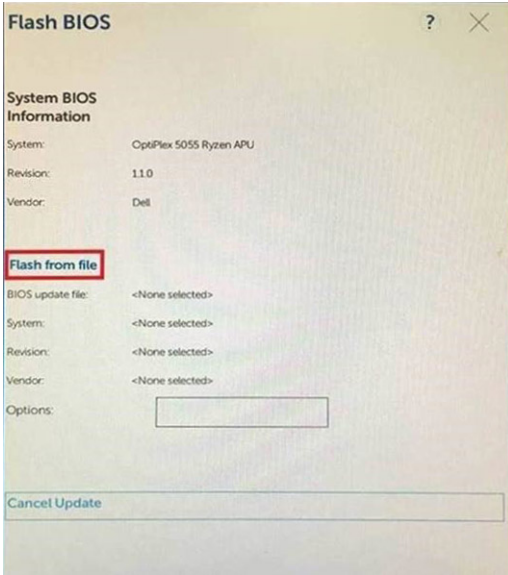 Flash BIOS ?
System BIOS
Information
System: OptiPlex 5055 Ryzen APU
Revision: 1.1.0
Vendor: Dell
Flash from file
BIOS update file: <None selected>
System: <None selected>
Revision: <None selected>
Vendor: <None selected>
Options:
Cancel Update